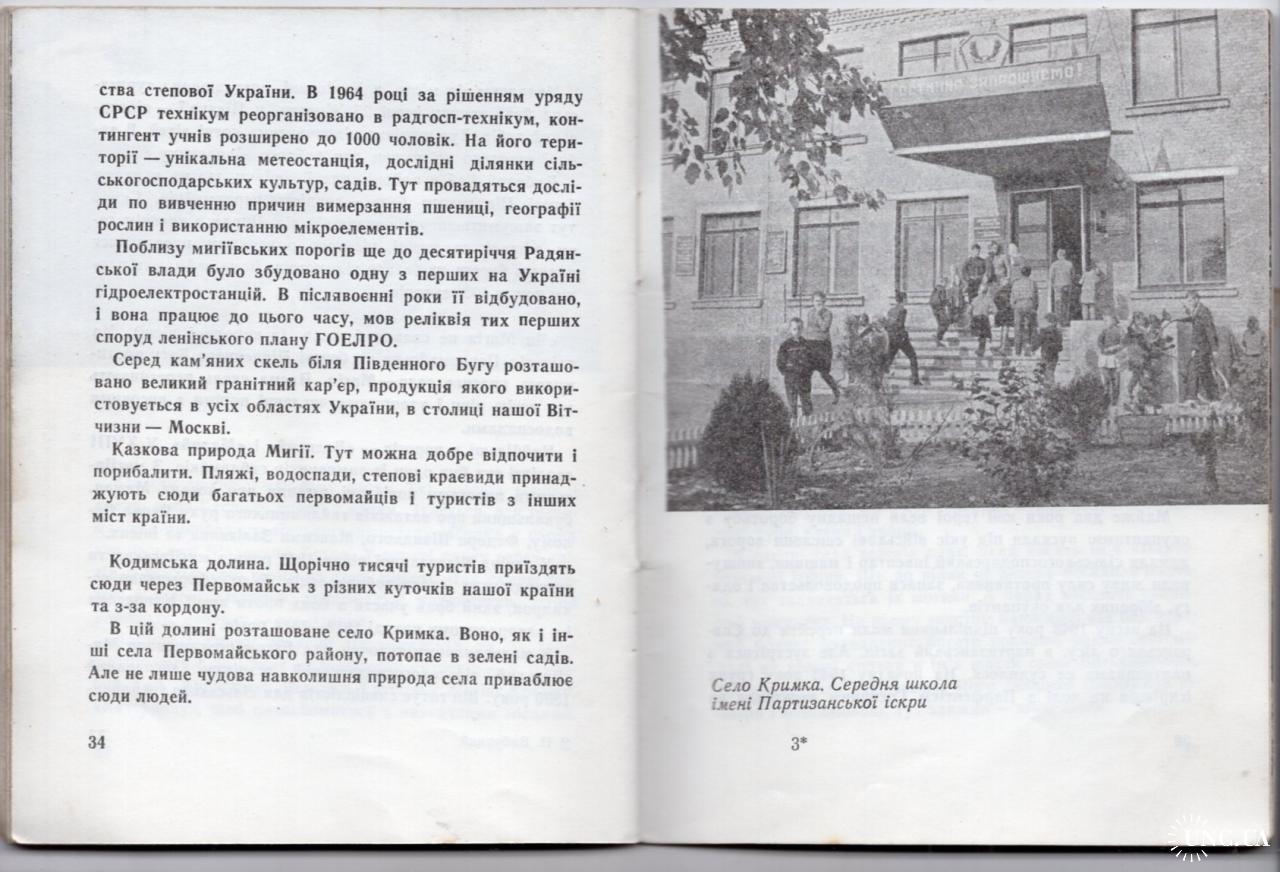 ства степової України. В 1964 році за рішенням уряду
СРСР технікум реорганізовано в радгосп-технікум, кон-
тингент учнів розширено до 1000 чоловік. На його тери-
торії — унікальна метеостанція, дослідні ділянки сіль-
ськогосподарських культур, садів. Тут провадяться дослі-
ди по вивченню причин вимерзання пшениці, географії
рослин і використанню мікроелементів.
Поблизу мигіївських порогів ще до десятиріччя Радян-
ської влади було збудовано одну з перших на Україні
гідроелектростанцій. В післявоєнні роки її відбудовано,
і вона працює до цього часу, мов реліквія тих перших
споруд ленінського плану ГОЕЛРО.
Серед кам'яних скель біля Південного Бугу розташо-
вано великий гранітний кар'єр, продукція якого викори-
стовується в усіх областях України, в столиці нашої Віт-
чизни — Москві.
Казкова природа Мигії. Тут можна добре відпочити і
порибалити. Пляжі, водоспади, степові краєвиди принад-
жують сюди багатьох первомайців і туристів з інших
міст країни.
Кодимська долина. Щорічно тисячі туристів приїздять
сюди через Первомайськ з різних куточків нашої країни
та з-за кордону.
В цій долині розташоване село Кримка. Воно, як і ін-
ші села Первомайського району, потопає в зелені садів.
Але не лише чудова навколишня природа села приваблює
сюди людей.
34
ГОСТИННО ЗАПРОШУЄМО!
Село Кримка. Середня школа
імені Партизанської іскри
3*
UNC.UA